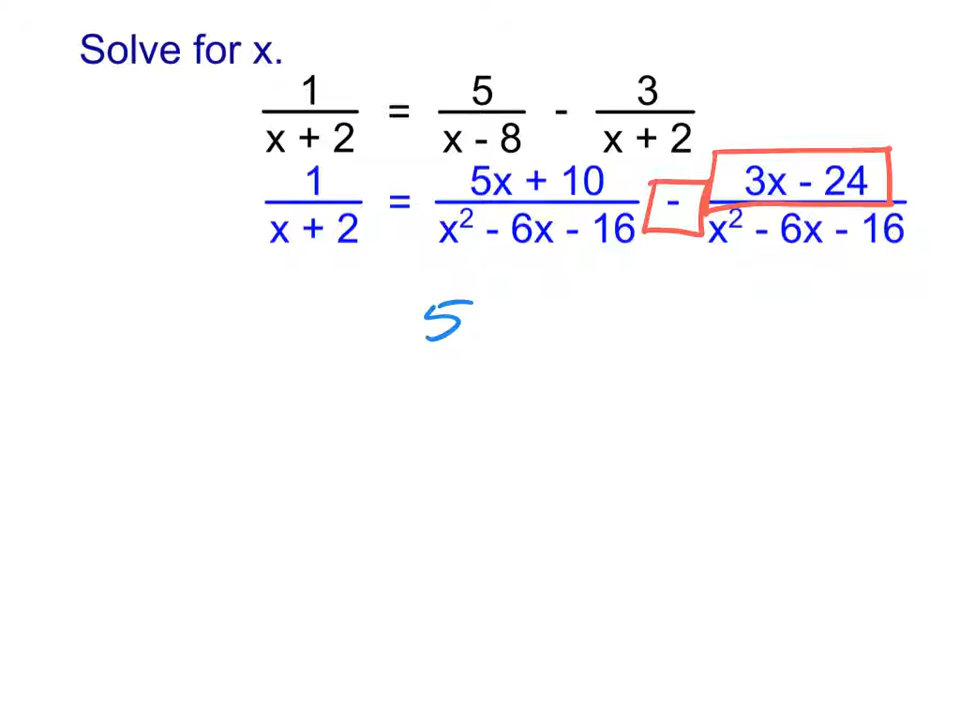 Solve for x.
1/(x + 2) = 5/(x - 8) - 3/(x + 2)
1/(x + 2) = (5x + 10)/(x² - 6x - 16) - (3x - 24)/(x² - 6x - 16)
5